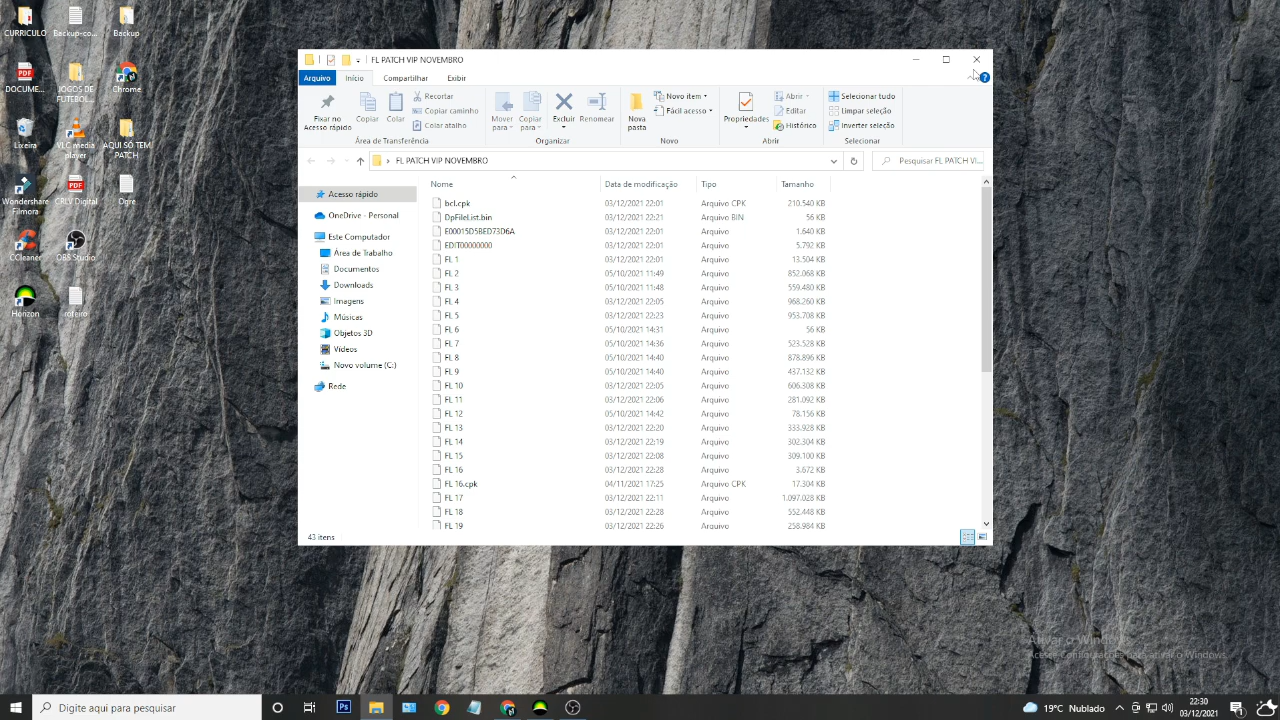 CURRICULO
Backup-co...
Backup
DOCUME...
JOGOS DE FUTEBOL...
Chrome
Lixeira
VLC media player
AQUI SÓ TEM PATCH
Wondershare Filmora
CRLV Digital
Ogre
CCleaner
OBS Studio
Horizon
roteiro
FL PATCH VIP NOVEMBRO
Arquivo Início Compartilhar Exibir
Fixar no Acesso rápido
Copiar
Colar
Recortar
Copiar caminho
Colar atalho
Mover para
Copiar para
Excluir
Renomear
Nova pasta
Novo item
Fácil acesso
Propriedades
Abrir
Editar
Histórico
Selecionar tudo
Limpar seleção
Inverter seleção
Área de Transferência Organizar Novo Abrir Selecionar
FL PATCH VIP NOVEMBRO
Pesquisar FL PATCH VI...
Acesso rápido
OneDrive - Personal
Este Computador
Área de Trabalho
Documentos
Downloads
Imagens
Músicas
Objetos 3D
Vídeos
Novo volume (C:)
Rede
Nome Data de modificação Tipo Tamanho
bcl.cpk 03/12/2021 22:01 Arquivo CPK 210.540 KB
DpFileList.bin 03/12/2021 22:21 Arquivo BIN 56 KB
E00015D5BED73D6A 03/12/2021 22:01 Arquivo 1.640 KB
EDIT00000000 03/12/2021 22:01 Arquivo 5.792 KB
FL 1 03/12/2021 22:01 Arquivo 13.504 KB
FL 2 05/10/2021 11:49 Arquivo 852.068 KB
FL 3 05/10/2021 11:48 Arquivo 559.480 KB
FL 4 03/12/2021 22:05 Arquivo 968.260 KB
FL 5 03/12/2021 22:23 Arquivo 953.708 KB
FL 6 05/10/2021 14:31 Arquivo 56 KB
FL 7 05/10/2021 14:36 Arquivo 523.528 KB
FL 8 05/10/2021 14:40 Arquivo 878.896 KB
FL 9 05/10/2021 14:40 Arquivo 437.132 KB
FL 10 03/12/2021 22:05 Arquivo 606.308 KB
FL 11 03/12/2021 22:06 Arquivo 281.092 KB
FL 12 05/10/2021 14:42 Arquivo 78.156 KB
FL 13 03/12/2021 22:20 Arquivo 333.928 KB
FL 14 03/12/2021 22:19 Arquivo 302.304 KB
FL 15 03/12/2021 22:08 Arquivo 309.100 KB
FL 16 03/12/2021 22:28 Arquivo 3.672 KB
FL 16.cpk 04/11/2021 17:25 Arquivo CPK 17.304 KB
FL 17 03/12/2021 22:11 Arquivo 1.097.028 KB
FL 18 03/12/2021 22:28 Arquivo 552.448 KB
FL 19 03/12/2021 22:26 Arquivo 258.984 KB
43 itens
Ativar o Windows
Acesse Configurações para ativar o Windows.
Digite aqui para pesquisar
19°C Nublado
22:30
03/12/2021